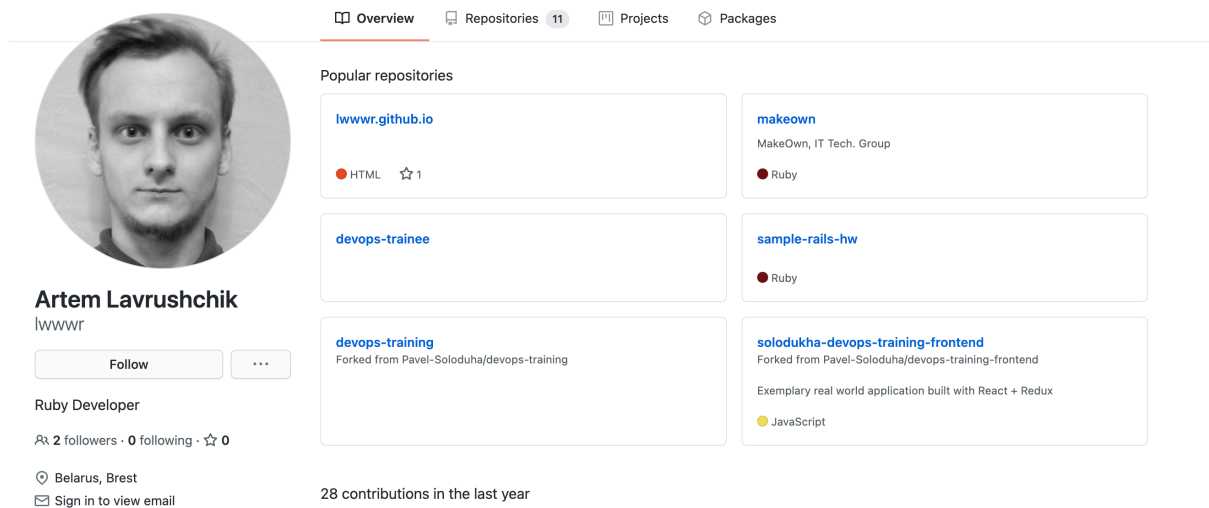 Overview Repositories 11 Projects Packages
Popular repositories
lwwwr.github.io
HTML 1
makeown
MakeOwn, IT Tech. Group
Ruby
devops-trainee
sample-rails-hw
Ruby
devops-training
Forked from Pavel-Soloduha/devops-training
solodukha-devops-training-frontend
Forked from Pavel-Soloduha/devops-training-frontend
Exemplary real world application built with React + Redux
JavaScript
28 contributions in the last year
Artem Lavrushchik
lwwwr
Follow ...
Ruby Developer
2 followers · 0 following · 0
Belarus, Brest
Sign in to view email